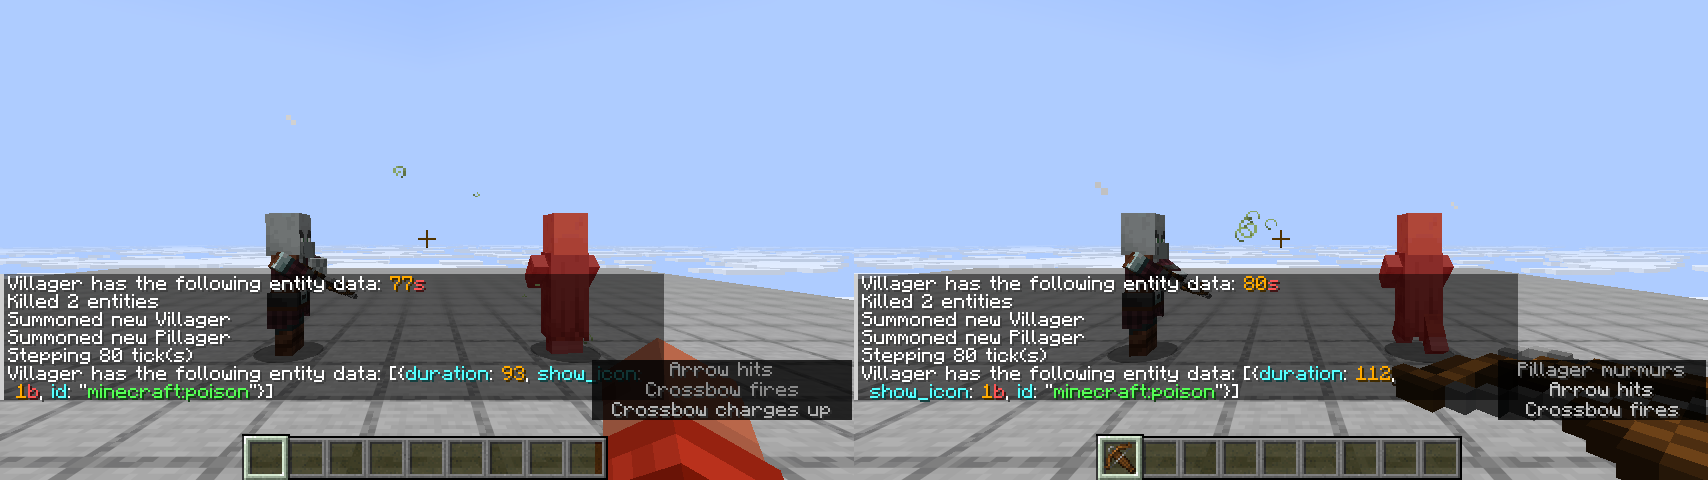 Villager has the following entity data: 77s
Killed 2 entities
Summoned new Villager
Summoned new Pillager
Stepping 80 tick(s)
Villager has the following entity data: [{duration: 93, show_icon:
1b, id: "minecraft:poison"}]
Arrow hits
Crossbow fires
Crossbow charges up
Villager has the following entity data: 80s
Killed 2 entities
Summoned new Villager
Summoned new Pillager
Stepping 80 tick(s)
Villager has the following entity data: [{duration: 112,
show_icon: 1b, id: "minecraft:poison"}]
Pillager murmurs
Arrow hits
Crossbow fires